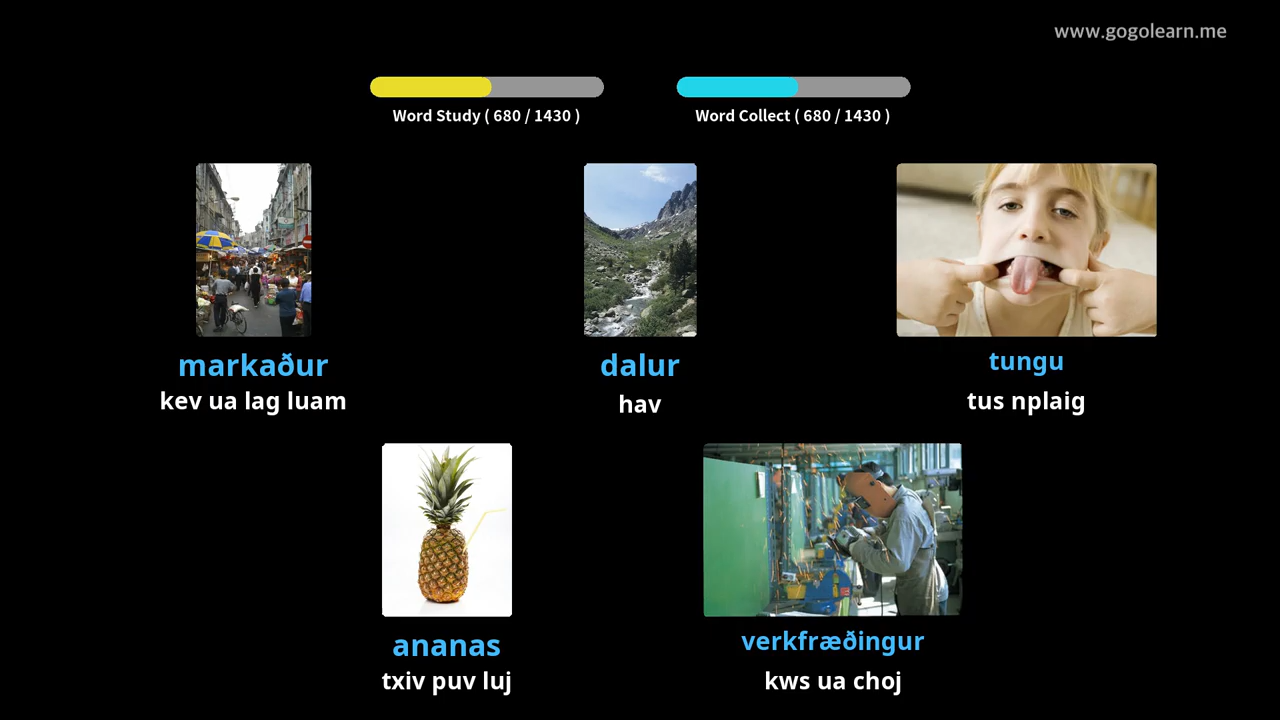 www.gogolearn.me
Word Study ( 680 / 1430 )
Word Collect ( 680 / 1430 )
markaður
kev ua lag luam
dalur
hav
tungu
tus nplaig
ananas
txiv puv luj
verkfræðingur
kws ua choj